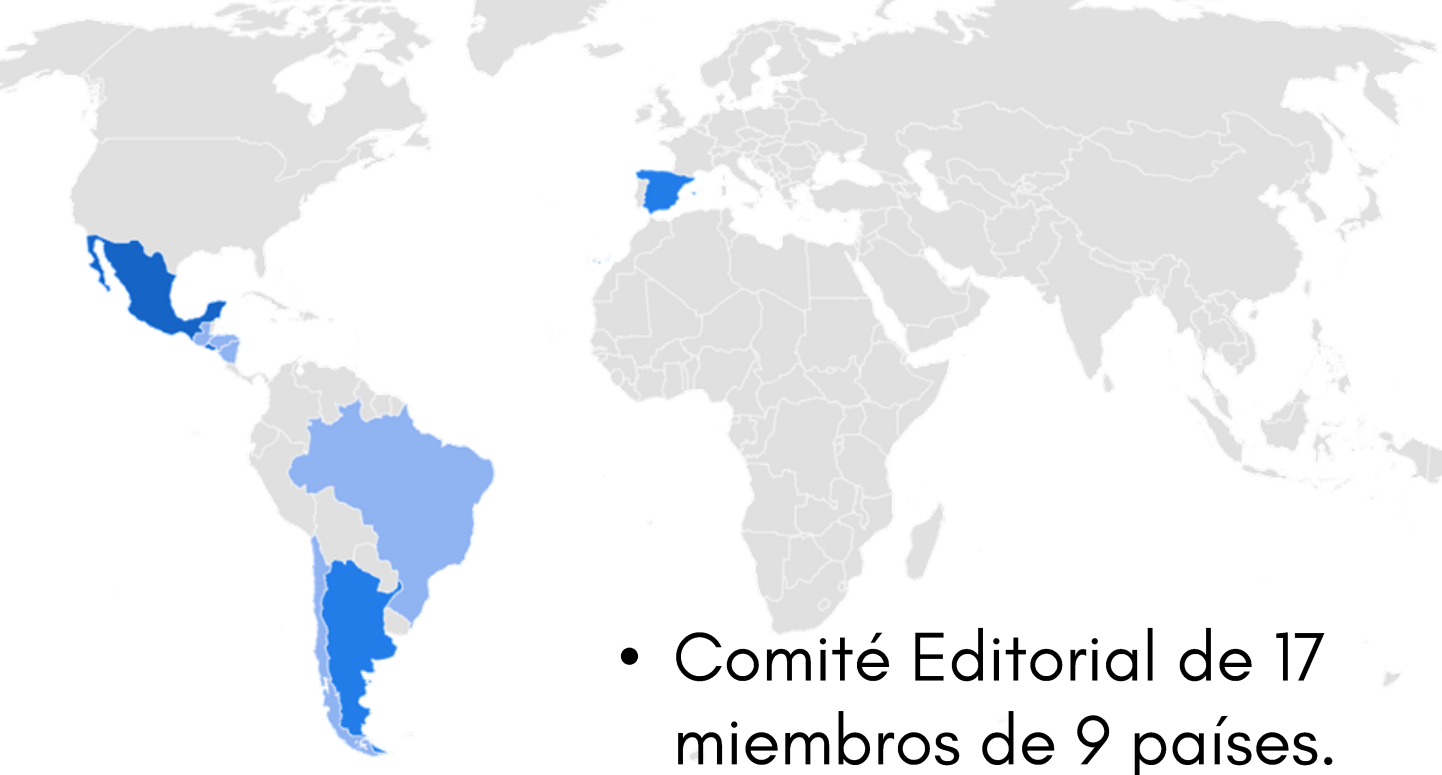 • Comité Editorial de 17
miembros de 9 países.